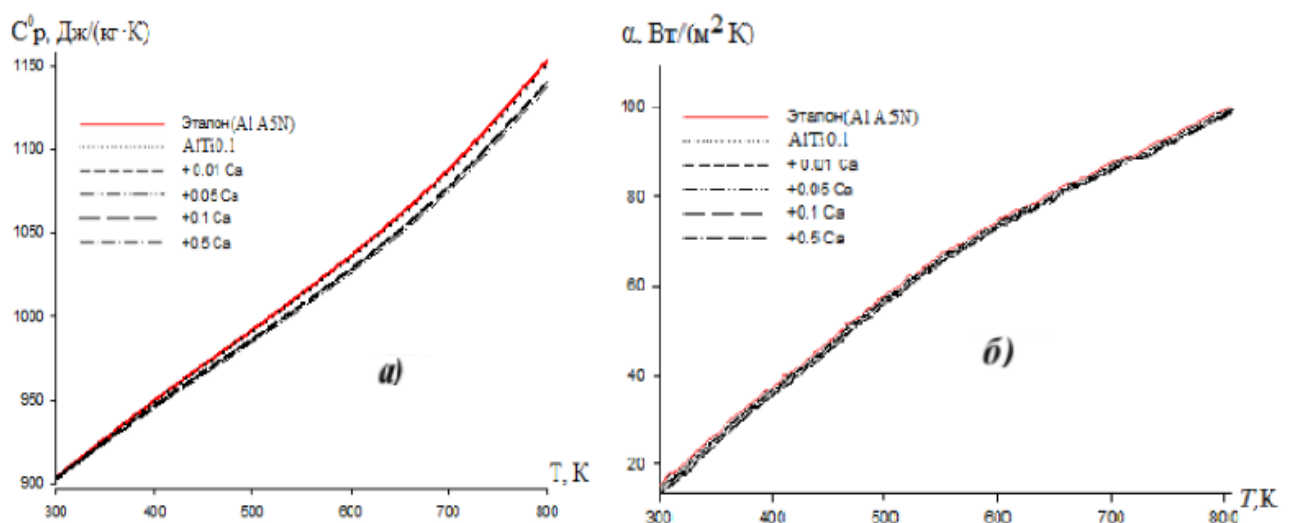 C⁰p, Дж/(кг·К)
1150
1100
1050
1000
950
900
300
400
500
600
700
800
T, K
Эталон(Al A5N)
AlTi0.1
+0.01 Ca
+0.05 Ca
+0.1 Ca
+0.5 Ca
а)
α, Вт/(м² К)
100
80
60
40
20
300
400
500
600
700
800
T,K
Эталон(Al A5N)
AlTi0.1
+0.01 Ca
+0.05 Ca
+0.1 Ca
+0.5 Ca
б)